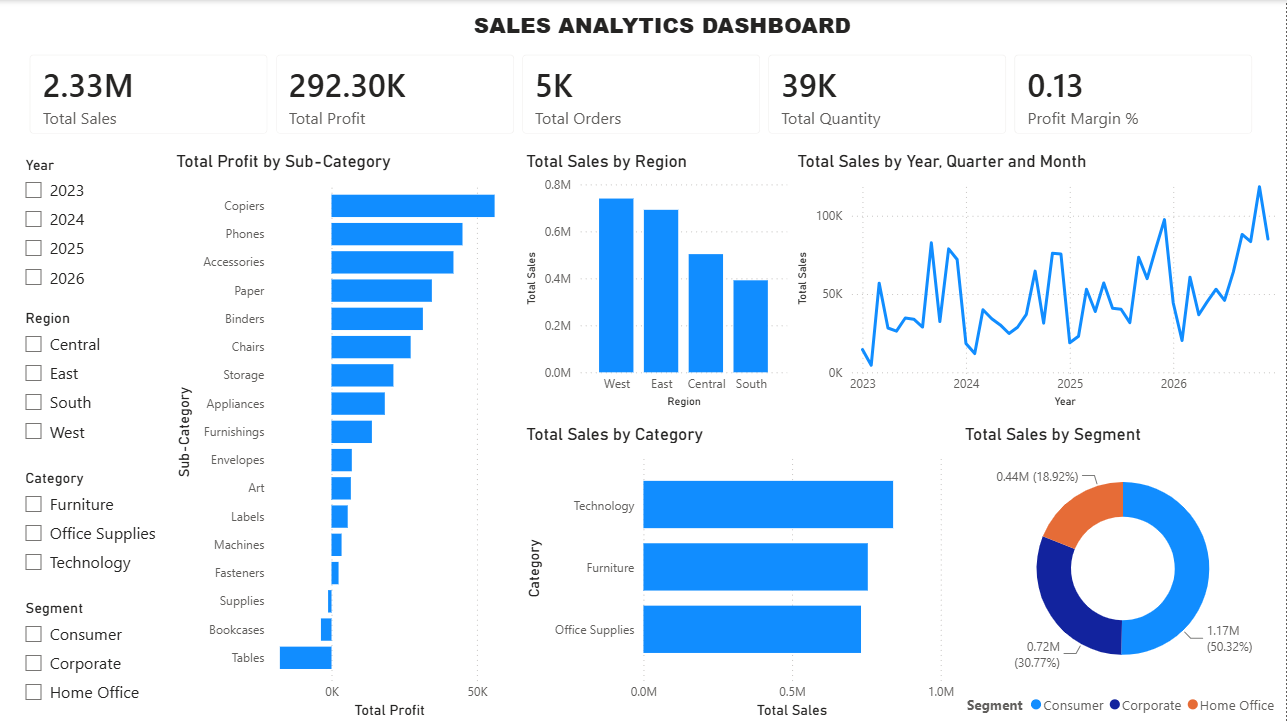 SALES ANALYTICS DASHBOARD
2.33M
Total Sales
292.30K
Total Profit
5K
Total Orders
39K
Total Quantity
0.13
Profit Margin %
Year
2023
2024
2025
2026
Region
Central
East
South
West
Category
Furniture
Office Supplies
Technology
Segment
Consumer
Corporate
Home Office
Total Profit by Sub-Category
Sub-Category
Copiers
Phones
Accessories
Paper
Binders
Chairs
Storage
Appliances
Furnishings
Envelopes
Art
Labels
Machines
Fasteners
Supplies
Bookcases
Tables
0K 50K
Total Profit
Total Sales by Region
Total Sales
0.8M
0.6M
0.4M
0.2M
0.0M
West East Central South
Region
Total Sales by Year, Quarter and Month
Total Sales
100K
50K
0K
2023 2024 2025 2026
Year
Total Sales by Category
Category
Technology
Furniture
Office Supplies
0.0M 0.5M 1.0M
Total Sales
Total Sales by Segment
0.44M (18.92%)
1.17M
(50.32%)
0.72M
(30.77%)
Segment Consumer Corporate Home Office